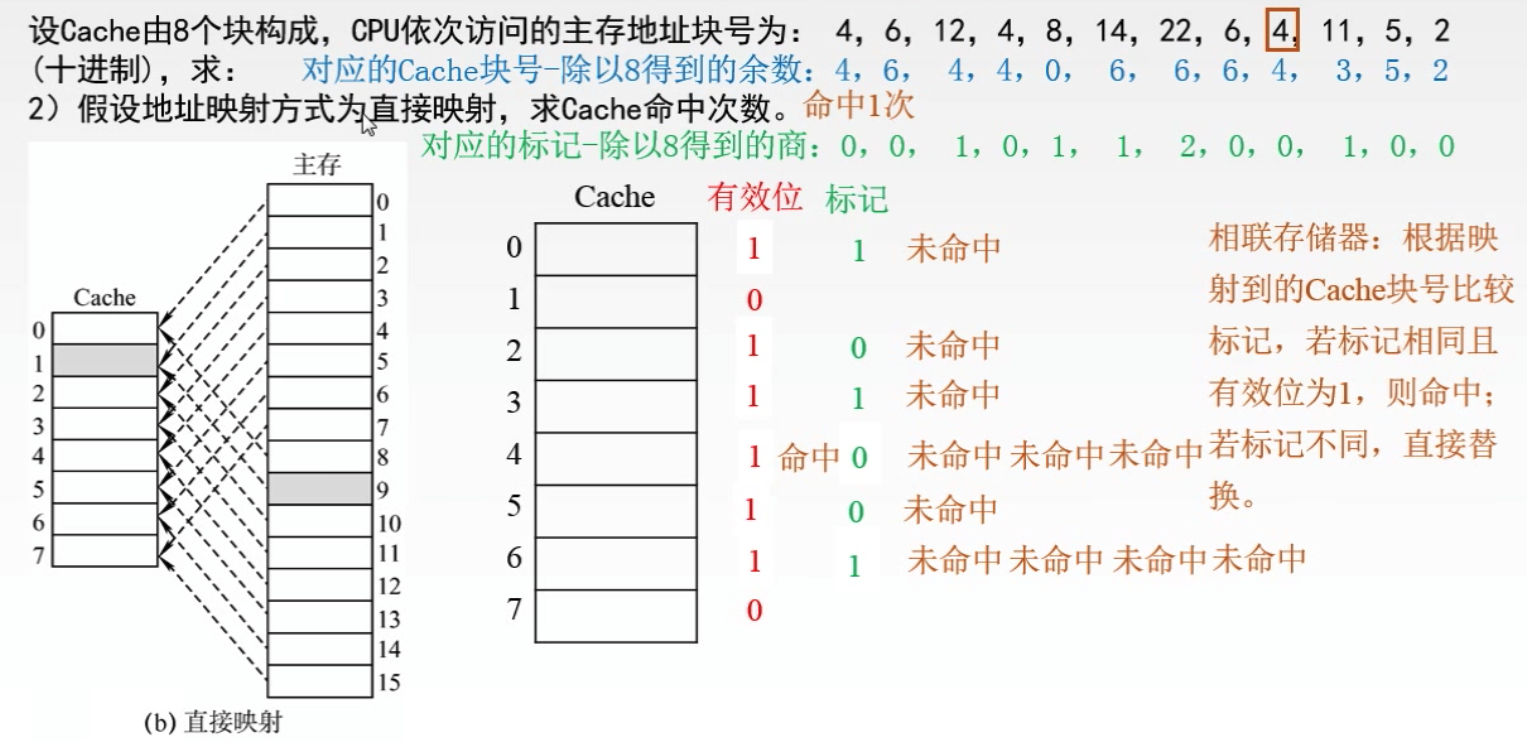 设Cache由8个块构成，CPU依次访问的主存地址块号为： 4，6，12，4，8，14，22，6，4，11，5，2
(十进制)，求： 对应的Cache块号-除以8得到的余数：4，6， 4，4，0， 6， 6，6，4， 3，5，2
2）假设地址映射方式为直接映射，求Cache命中次数。命中1次
对应的标记-除以8得到的商：0，0， 1，0，1， 1， 2，0，0， 1，0，0
主存
0
1
2
3
4
5
6
7
8
9
10
11
12
13
14
15
Cache
0
1
2
3
4
5
6
7
(b) 直接映射
Cache 有效位 标记
0 1 1 未命中
1 0
2 1 0 未命中
3 1 1 未命中
4 1 命中 0 未命中 未命中 未命中
5 1 0 未命中
6 1 1 未命中 未命中 未命中 未命中
7 0
相联存储器：根据映
射到的Cache块号比较
标记，若标记相同且
有效位为1，则命中；
若标记不同，直接替
换。